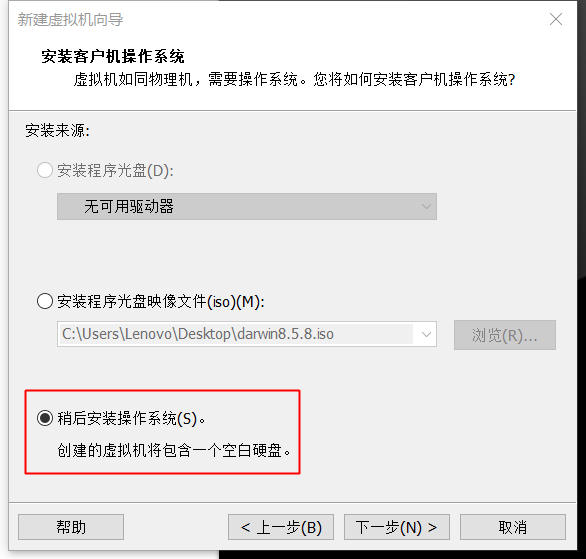 新建虚拟机向导
安装客户机操作系统
虚拟机如同物理机，需要操作系统。您将如何安装客户机操作系统?
安装来源:
安装程序光盘(D):
无可用驱动器
安装程序光盘映像文件(iso)(M):
C:\Users\Lenovo\Desktop\darwin8.5.8.iso
浏览(R)...
稍后安装操作系统(S)。
创建的虚拟机将包含一个空白硬盘。
帮助
< 上一步(B)
下一步(N) >
取消